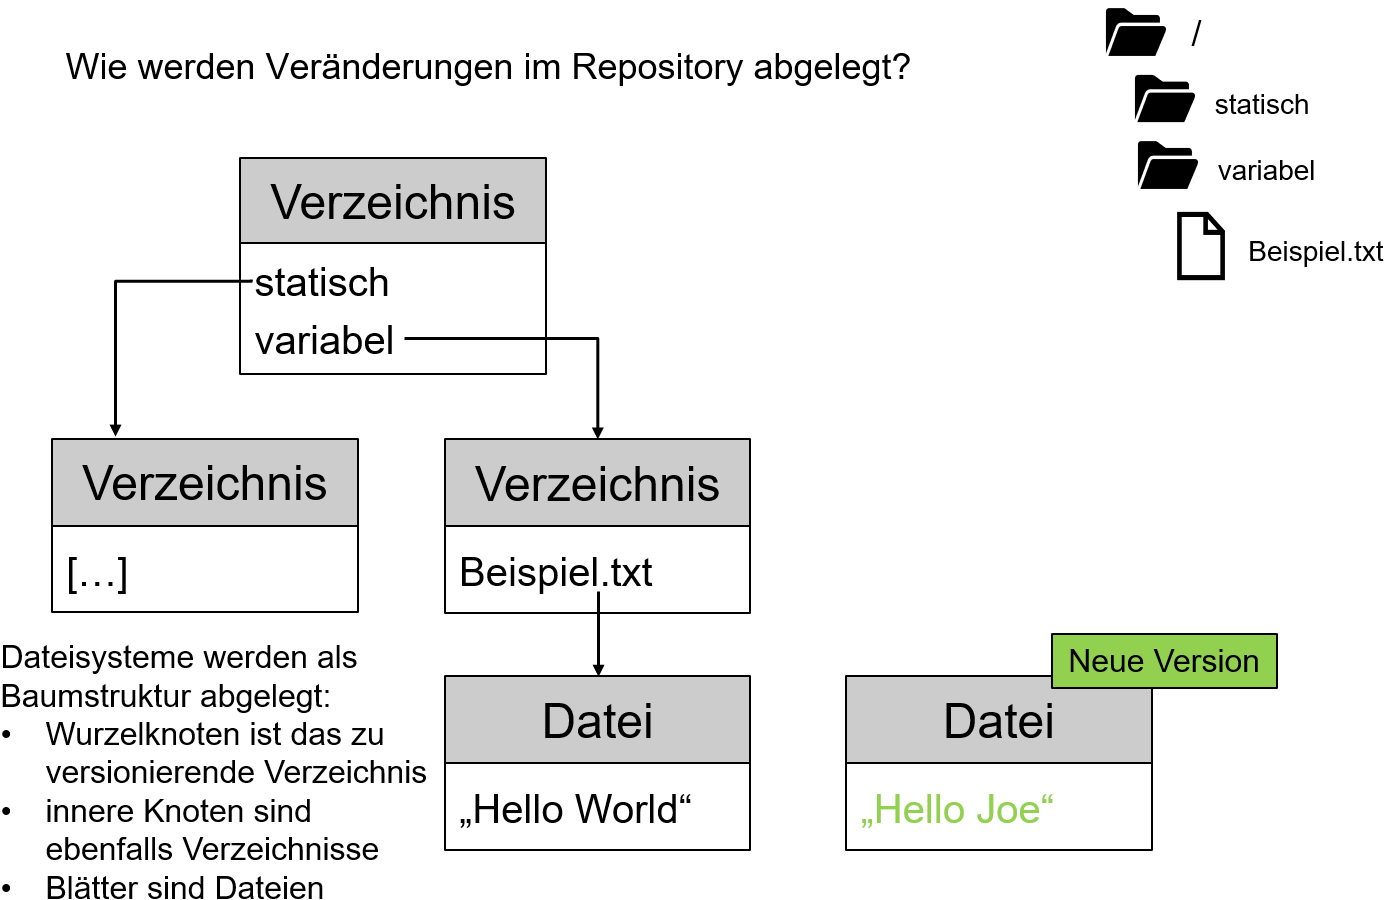 Wie werden Veränderungen im Repository abgelegt?
/
statisch
variabel
Beispiel.txt
Verzeichnis
statisch
variabel
Verzeichnis
[…]
Verzeichnis
Beispiel.txt
Dateisysteme werden als
Baumstruktur abgelegt:
• Wurzelknoten ist das zu
versionierende Verzeichnis
• innere Knoten sind
ebenfalls Verzeichnisse
• Blätter sind Dateien
Datei
„Hello World“
Neue Version
Datei
„Hello Joe“